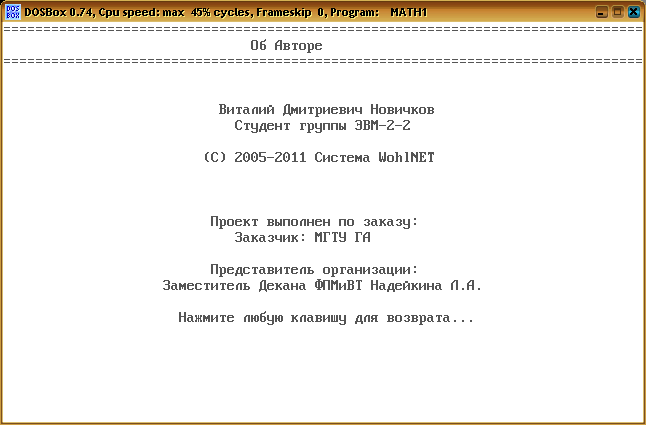 DOS
BOX
DOSBox 0.74, Cpu speed: max 45% cycles, Frameskip 0, Program: MATH1
================================================================================
Об Авторе
================================================================================
Виталий Дмитриевич Новичков
Студент группы ЭВМ-2-2
(C) 2005-2011 Система WohlNET
Проект выполнен по заказу:
Заказчик: МГТУ ГА
Представитель организации:
Заместитель Декана ФПМиВТ Надейкина Л.А.
Нажмите любую клавишу для возврата...